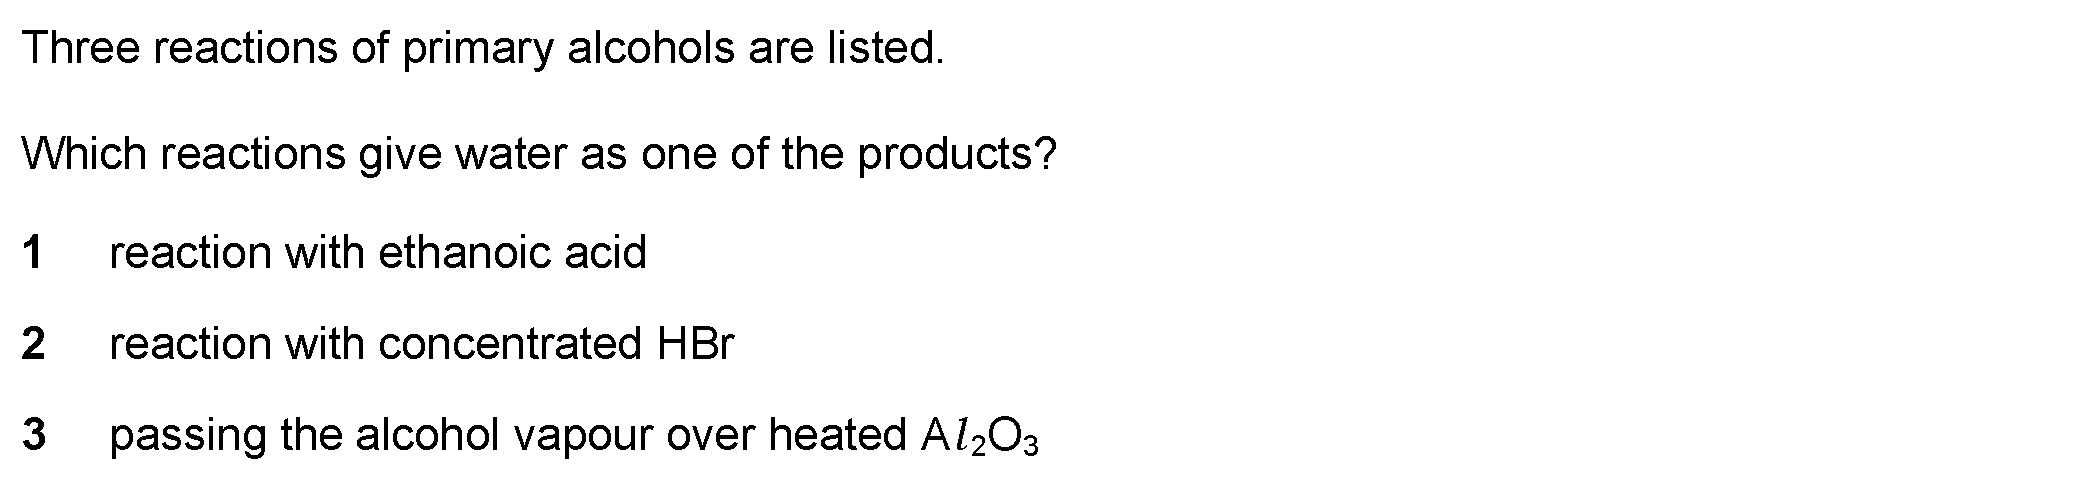 Three reactions of primary alcohols are listed.
Which reactions give water as one of the products?
1 reaction with ethanoic acid
2 reaction with concentrated HBr
3 passing the alcohol vapour over heated Al₂O₃